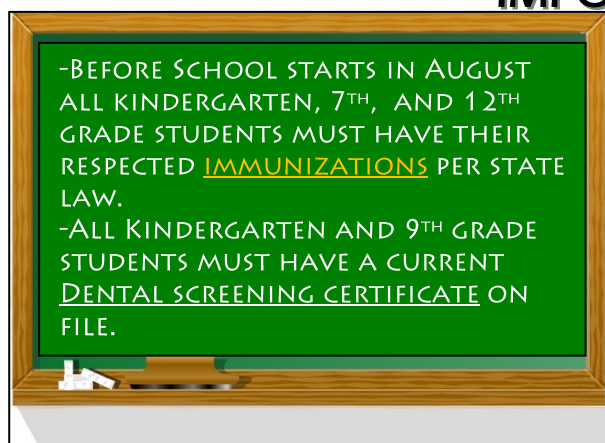 -Before School starts in August
all kindergarten, 7th, and 12th
grade students must have their
respected immunizations per state
law.
-All Kindergarten and 9th grade
students must have a current
Dental screening certificate on
file.